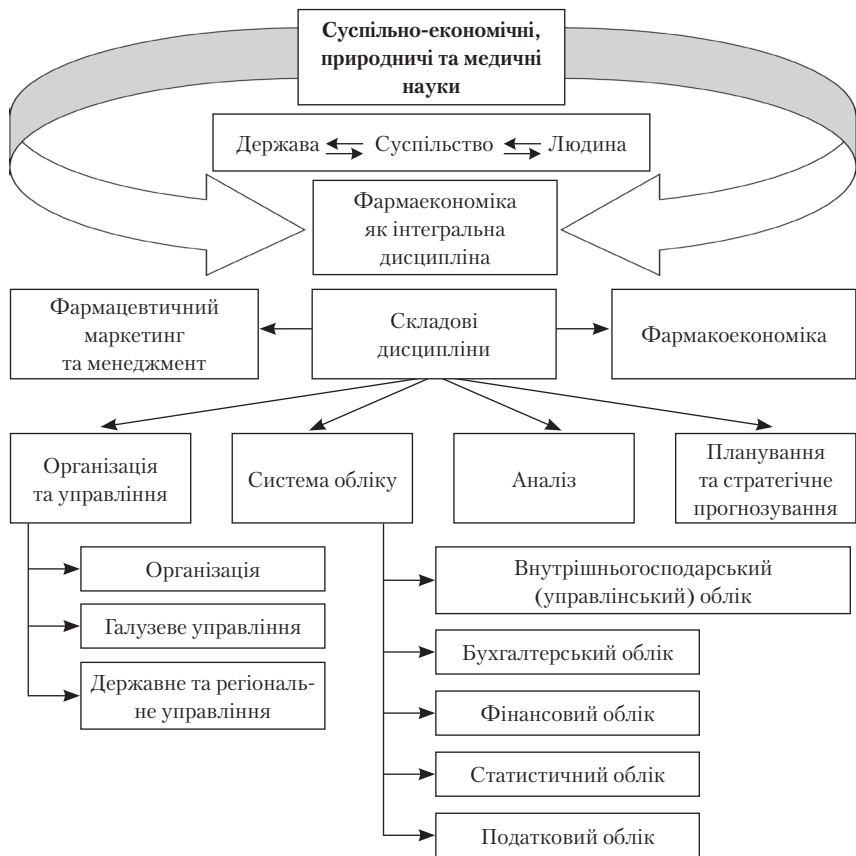 Суспільно-економічні,
природничі та медичні
науки
Держава Суспільство Людина
Фармаекономіка
як інтегральна
дисципліна
Фармацевтичний
маркетинг
та менеджмент
Складові
дисципліни
Фармакоекономіка
Організація
та управління
Система обліку
Аналіз
Планування
та стратегічне
прогнозування
Організація
Галузеве управління
Державне та регіональ-
не управління
Внутрішньогосподарський
(управлінський) облік
Бухгалтерський облік
Фінансовий облік
Статистичний облік
Податковий облік